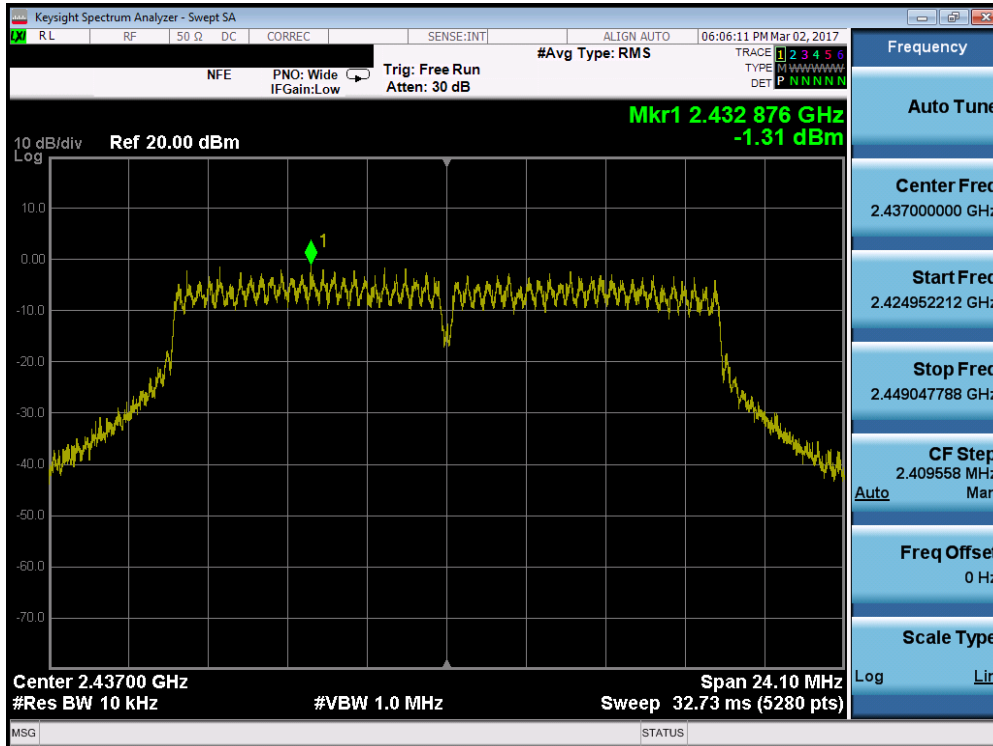 Keysight Spectrum Analyzer - Swept SA
LXI RL RF 50 Ω DC CORREC SENSE:INT ALIGN AUTO 06:06:11 PM Mar 02, 2017
NFE PNO: Wide Trig: Free Run #Avg Type: RMS TRACE 1 2 3 4 5 6
IFGain:Low Atten: 30 dB TYPE M WWWWW
DET P N N N N N
Mkr1 2.432 876 GHz
-1.31 dBm
10 dB/div Ref 20.00 dBm
Log
1
10.0
0.00
-10.0
-20.0
-30.0
-40.0
-50.0
-60.0
-70.0
Center 2.43700 GHz Span 24.10 MHz
#Res BW 10 kHz #VBW 1.0 MHz Sweep 32.73 ms (5280 pts)
MSG STATUS
Frequency
Auto Tune
Center Freq
2.437000000 GHz
Start Freq
2.424952212 GHz
Stop Freq
2.449047788 GHz
CF Step
2.409558 MHz
Auto Man
Freq Offset
0 Hz
Scale Type
Log Lin